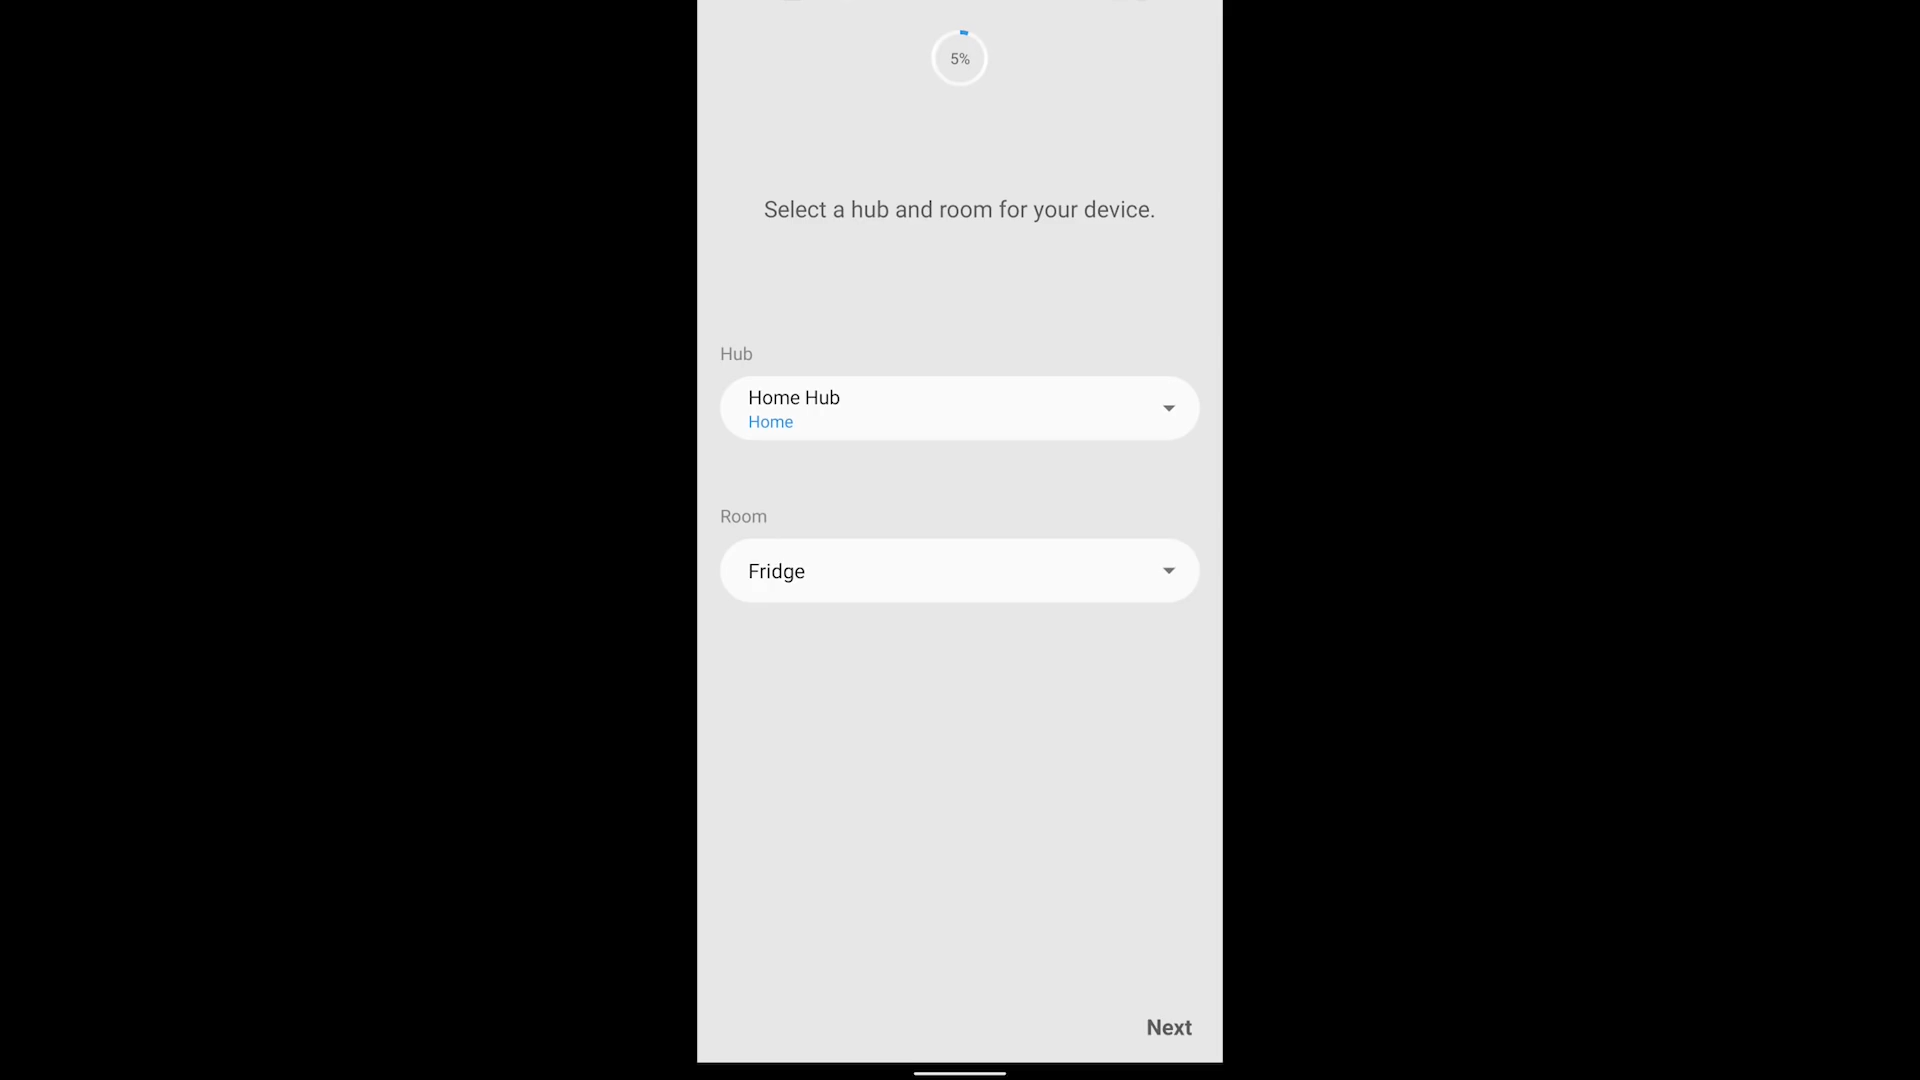 5%
Select a hub and room for your device.
Hub
Home Hub
Home
Room
Fridge
Next